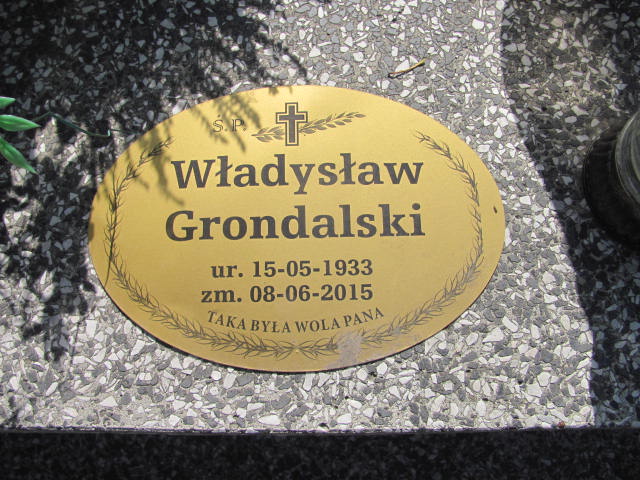 Ś. P.
Władysław
Grondalski
ur. 15-05-1933
zm. 08-06-2015
TAKA BYŁA WOLA PANA